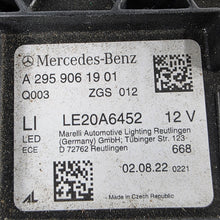 Mercedes-Benz
A 295 906 19 01
Q003 ZGS 012
LI LE20A6452 12 V
LED Marelli Automotive Lighting Reutlingen
(Germany) GmbH; Tübinger Str. 123
ECE D 72762 Reutlingen 668
02.08.22 0221
AL Made in Czech Republic